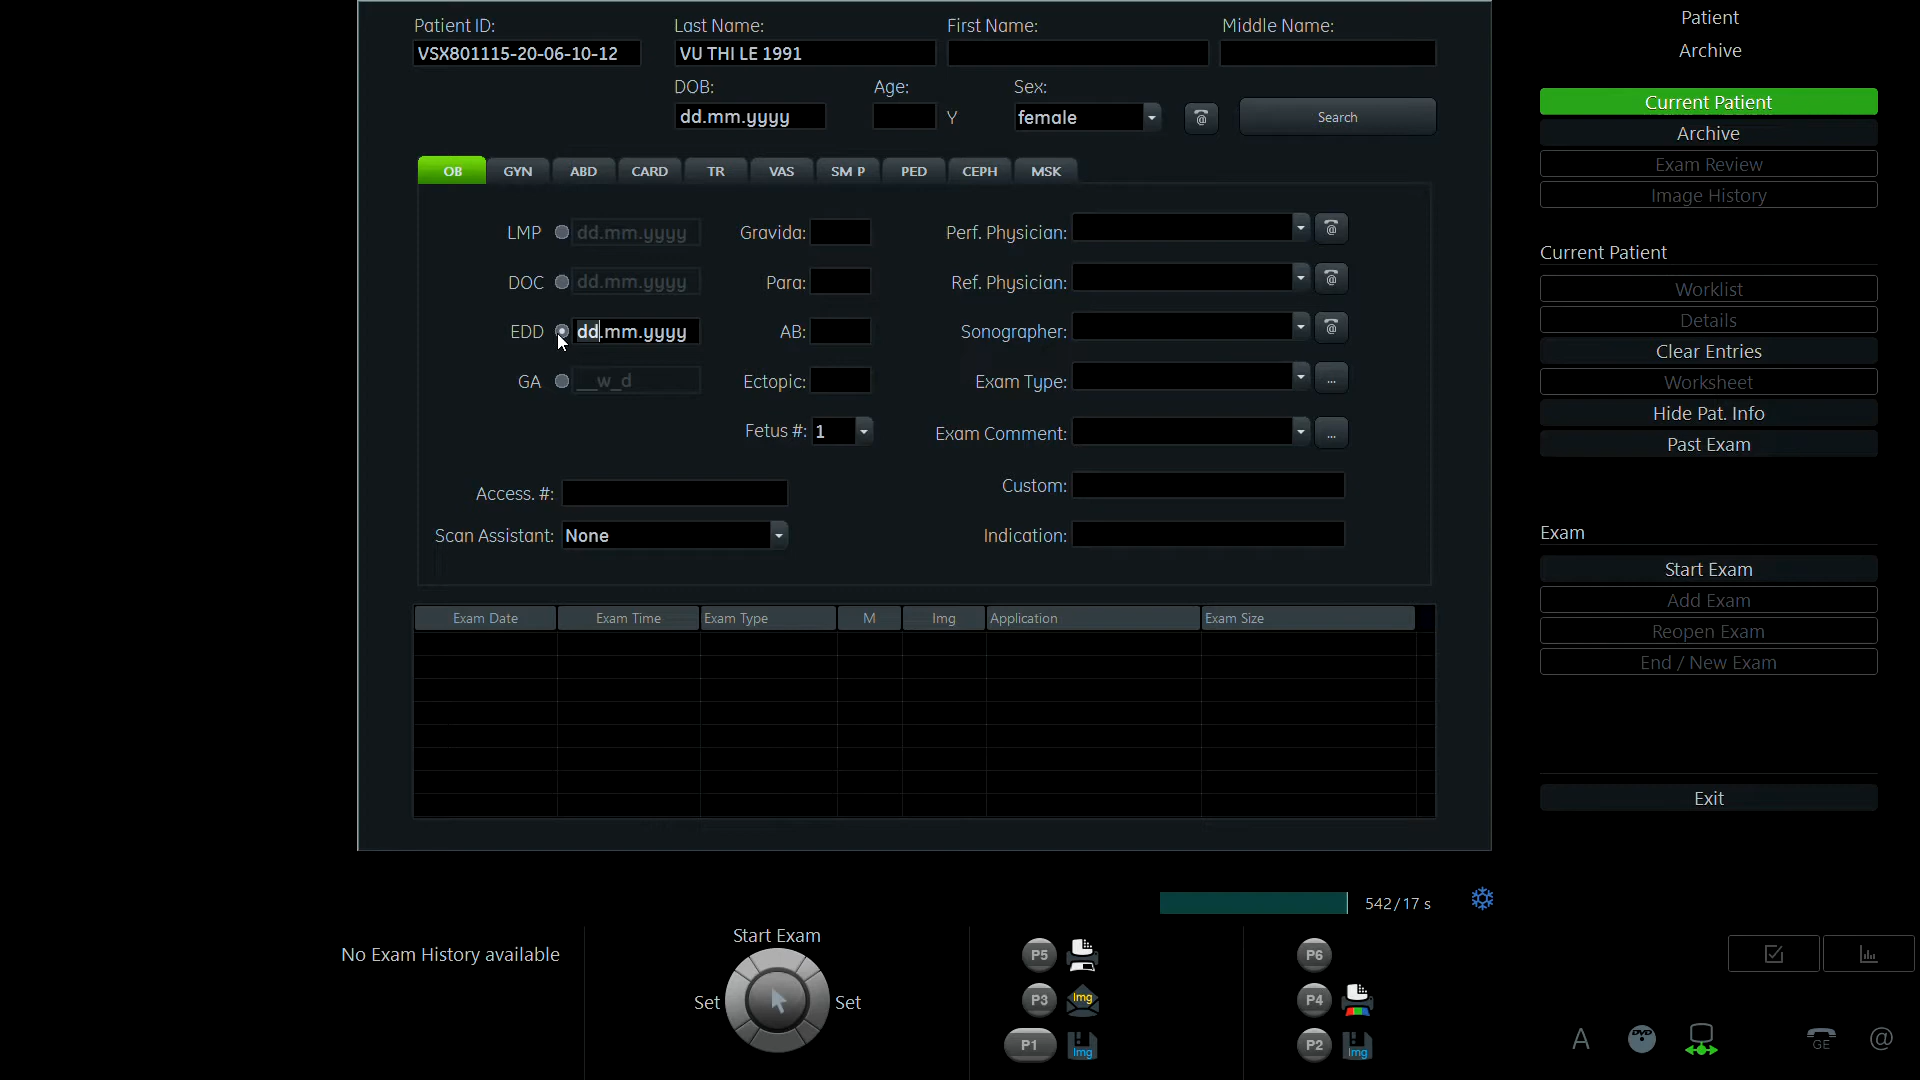 Patient ID: Last Name: First Name: Middle Name:
VSX801115-20-06-10-12 VU THI LE 1991
DOB: Age: Sex:
dd.mm.yyyy Y female @ Search
OB GYN ABD CARD TR VAS SM P PED CEPH MSK
LMP dd.mm.yyyy Gravida: Perf. Physician: @
DOC dd.mm.yyyy Para: Ref. Physician: @
EDD dd.mm.yyyy AB: Sonographer: @
GA __w_d Ectopic: Exam Type: ...
Fetus #: 1 Exam Comment: ...
Access. #: Custom:
Scan Assistant: None Indication:
Exam Date Exam Time Exam Type M Img Application Exam Size
Patient
Archive
Current Patient
Archive
Exam Review
Image History
Current Patient
Worklist
Details
Clear Entries
Worksheet
Hide Pat. Info
Past Exam
Exam
Start Exam
Add Exam
Reopen Exam
End / New Exam
Exit
542/17 s
No Exam History available
Start Exam
Set Set
P5 P6
P3 Img P4
P1 Img P2 Img
A DVD GE @